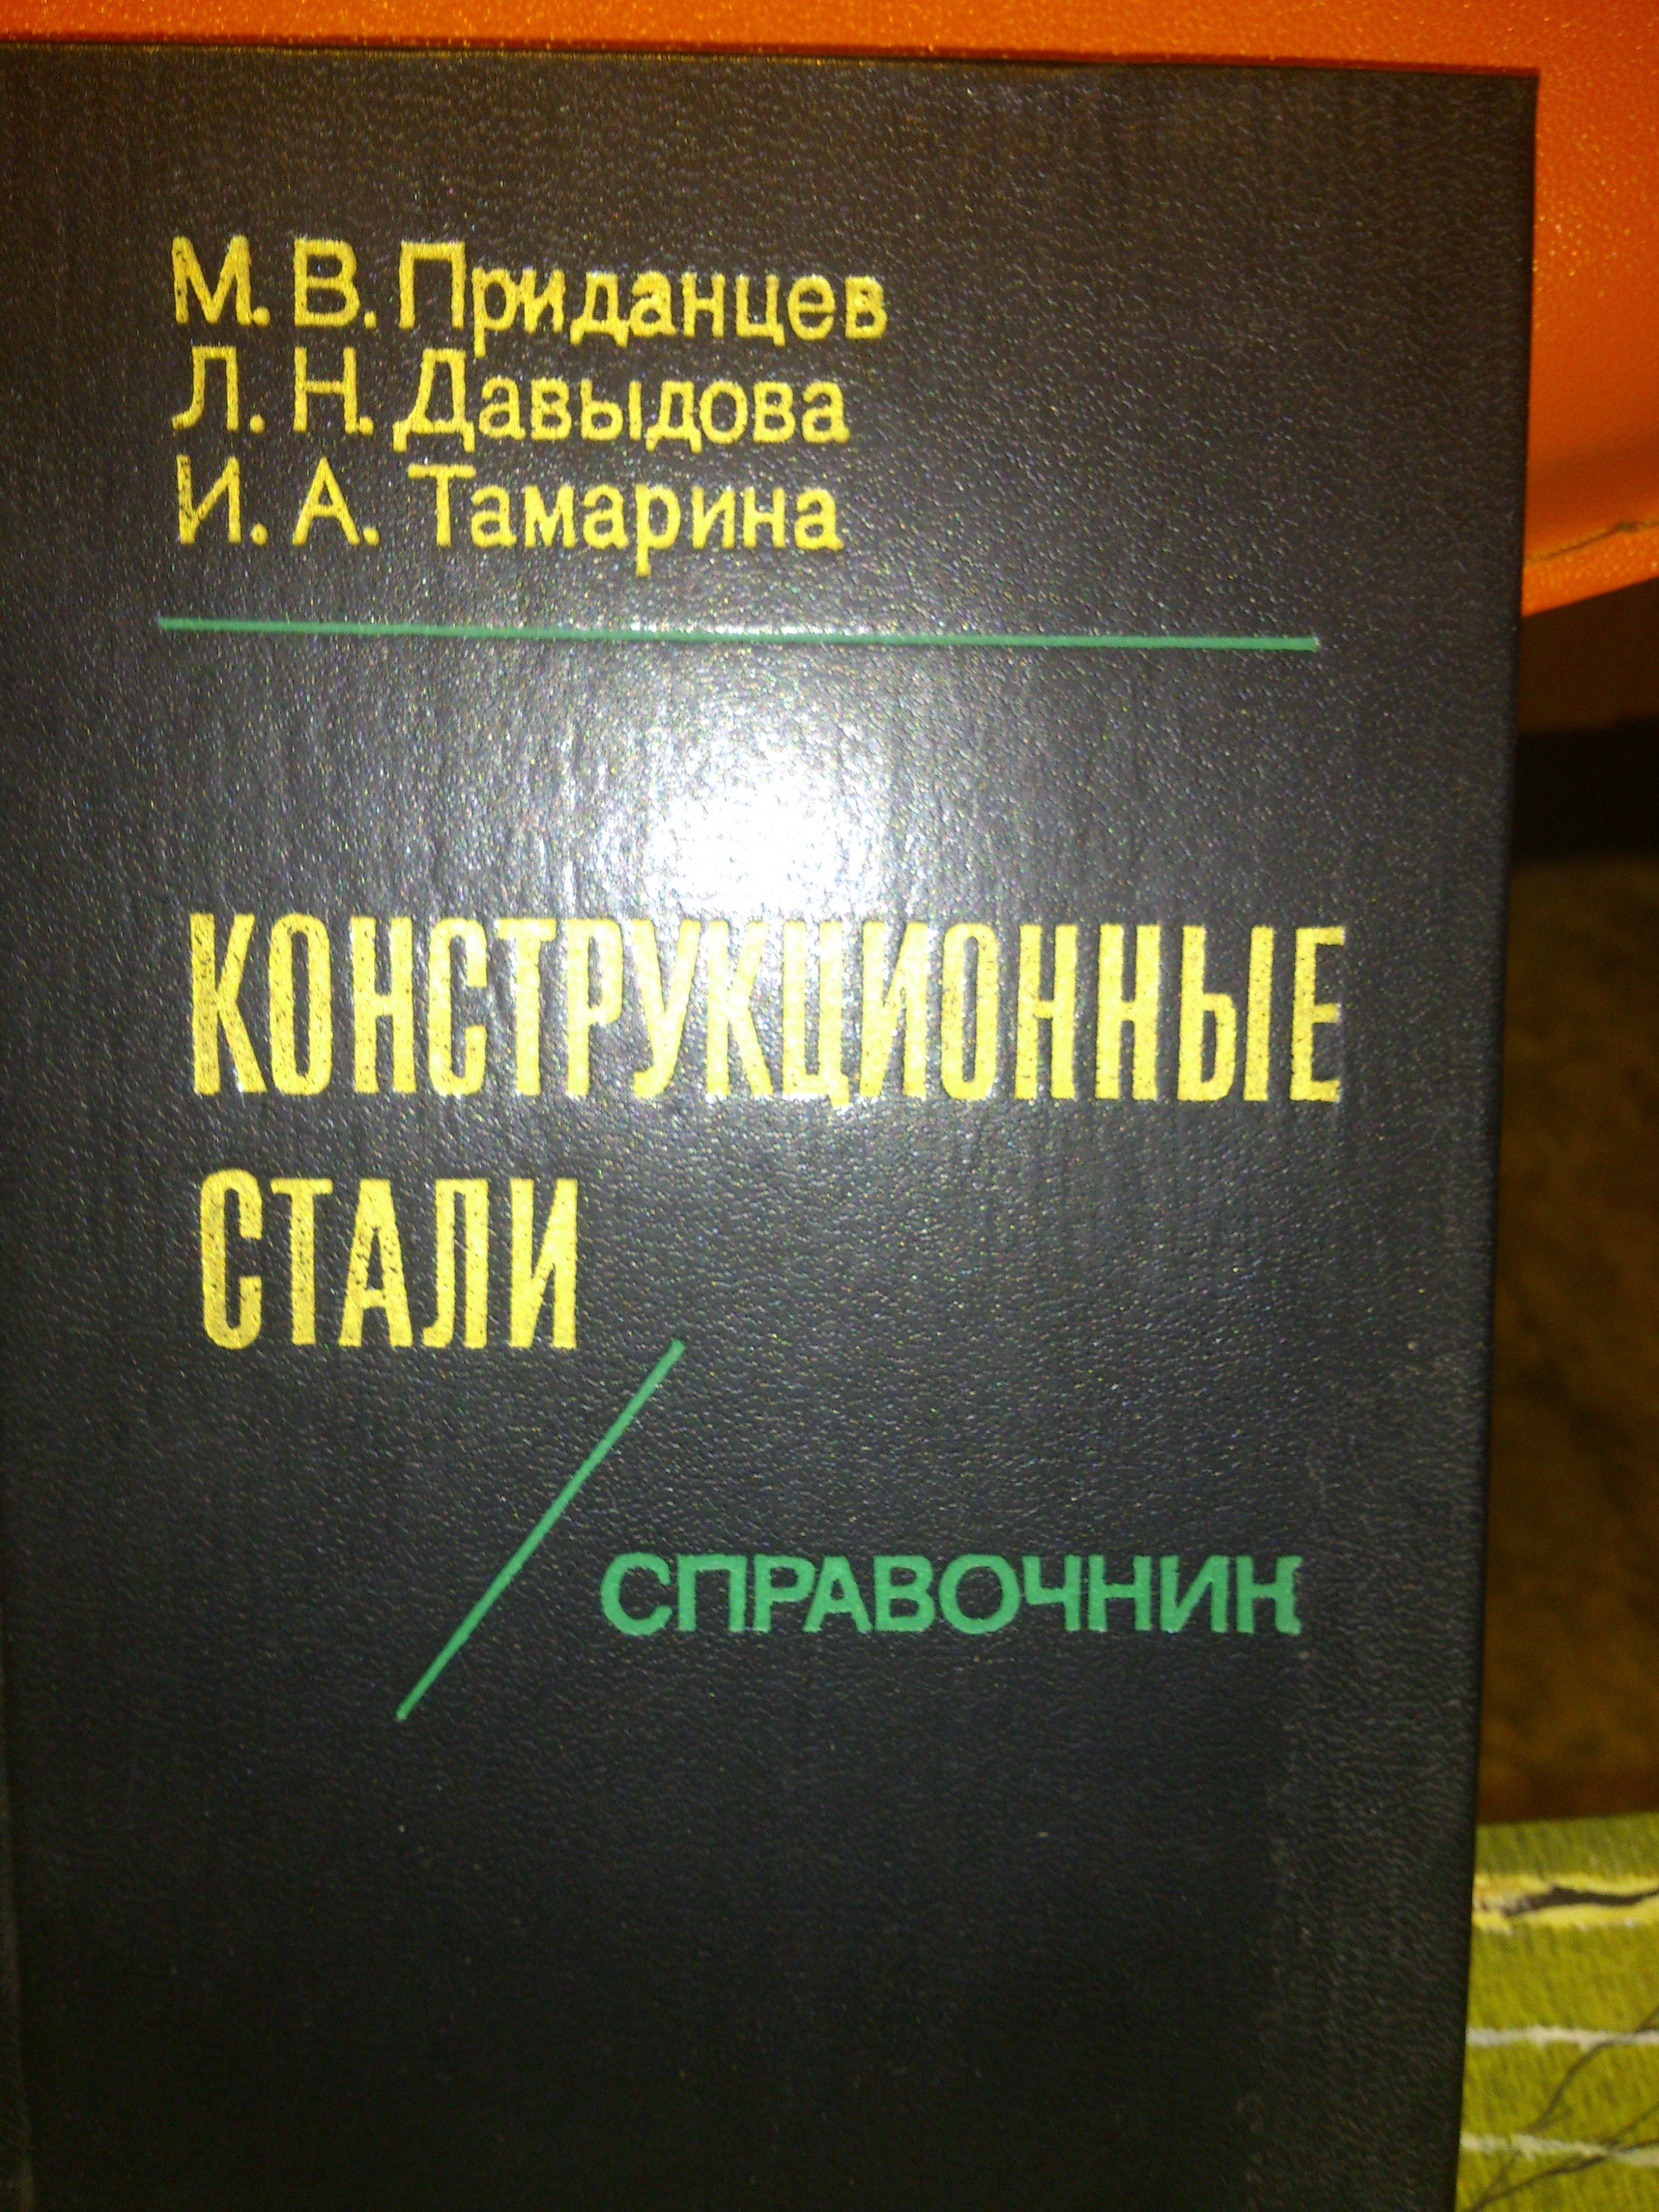 М. В. Приданцев
Л. Н. Давыдова
И. А. Тамарина
КОНСТРУКЦИОННЫЕ
СТАЛИ
СПРАВОЧНИК